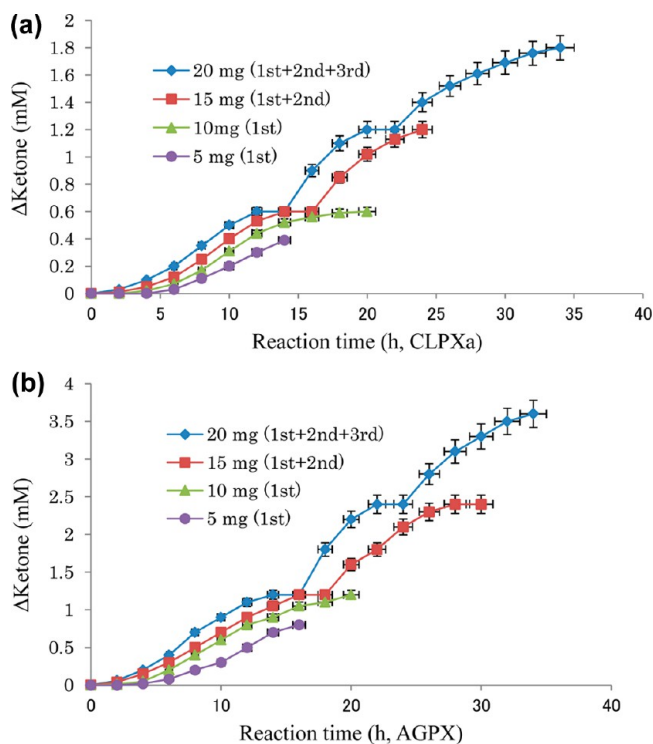 (a)
2
1.8
1.6
1.4
1.2
1
0.8
0.6
0.4
0.2
0
ΔKetone (mM)
20 mg (1st+2nd+3rd)
15 mg (1st+2nd)
10mg (1st)
5 mg (1st)
0 5 10 15 20 25 30 35 40
Reaction time (h, CLPXa)
(b)
4
3.5
3
2.5
2
1.5
1
0.5
0
ΔKetone (mM)
20 mg (1st+2nd+3rd)
15 mg (1st+2nd)
10 mg (1st)
5 mg (1st)
0 10 20 30 40
Reaction time (h, AGPX)